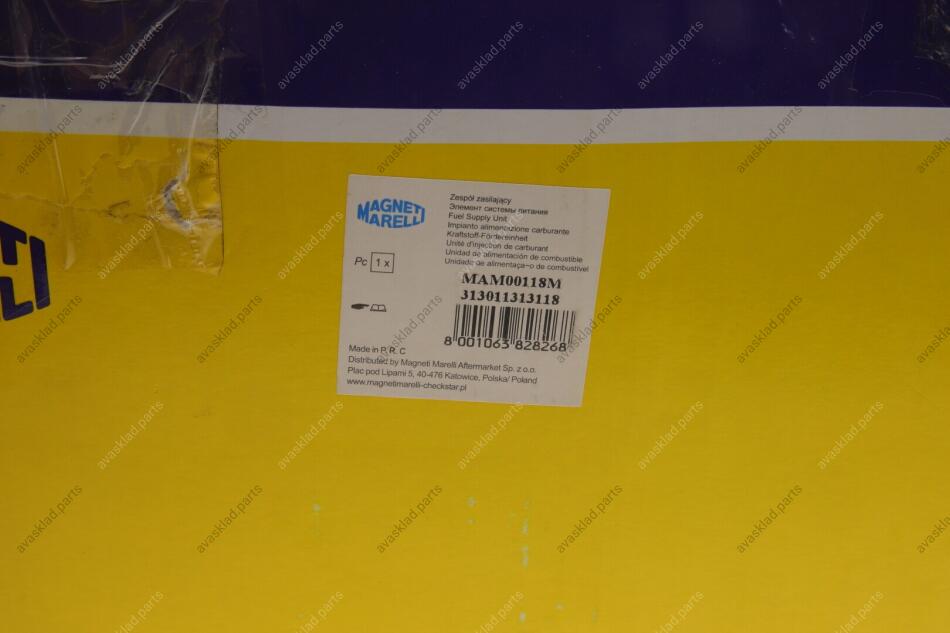 MAGNETI
MARELLI
Zespół zasilający
Элемент системы питания
Fuel Supply Unit
Impianto alimentazione carburante
Kraftstoff-Fördereinheit
Unité d'injection de carburant
Unidad de alimentación de combustible
Unidade de alimentaça~o de combustível
Pc 1 x
MAM00118M
313011313118
8 001063 828268
Made in P. R. C
Distributed by Magneti Marelli Aftermarket Sp. z o.o.
Plac pod Lipami 5, 40-476 Katowice, Polska/ Poland
www.magnetimarelli-checkstar.pl
avasklad.parts